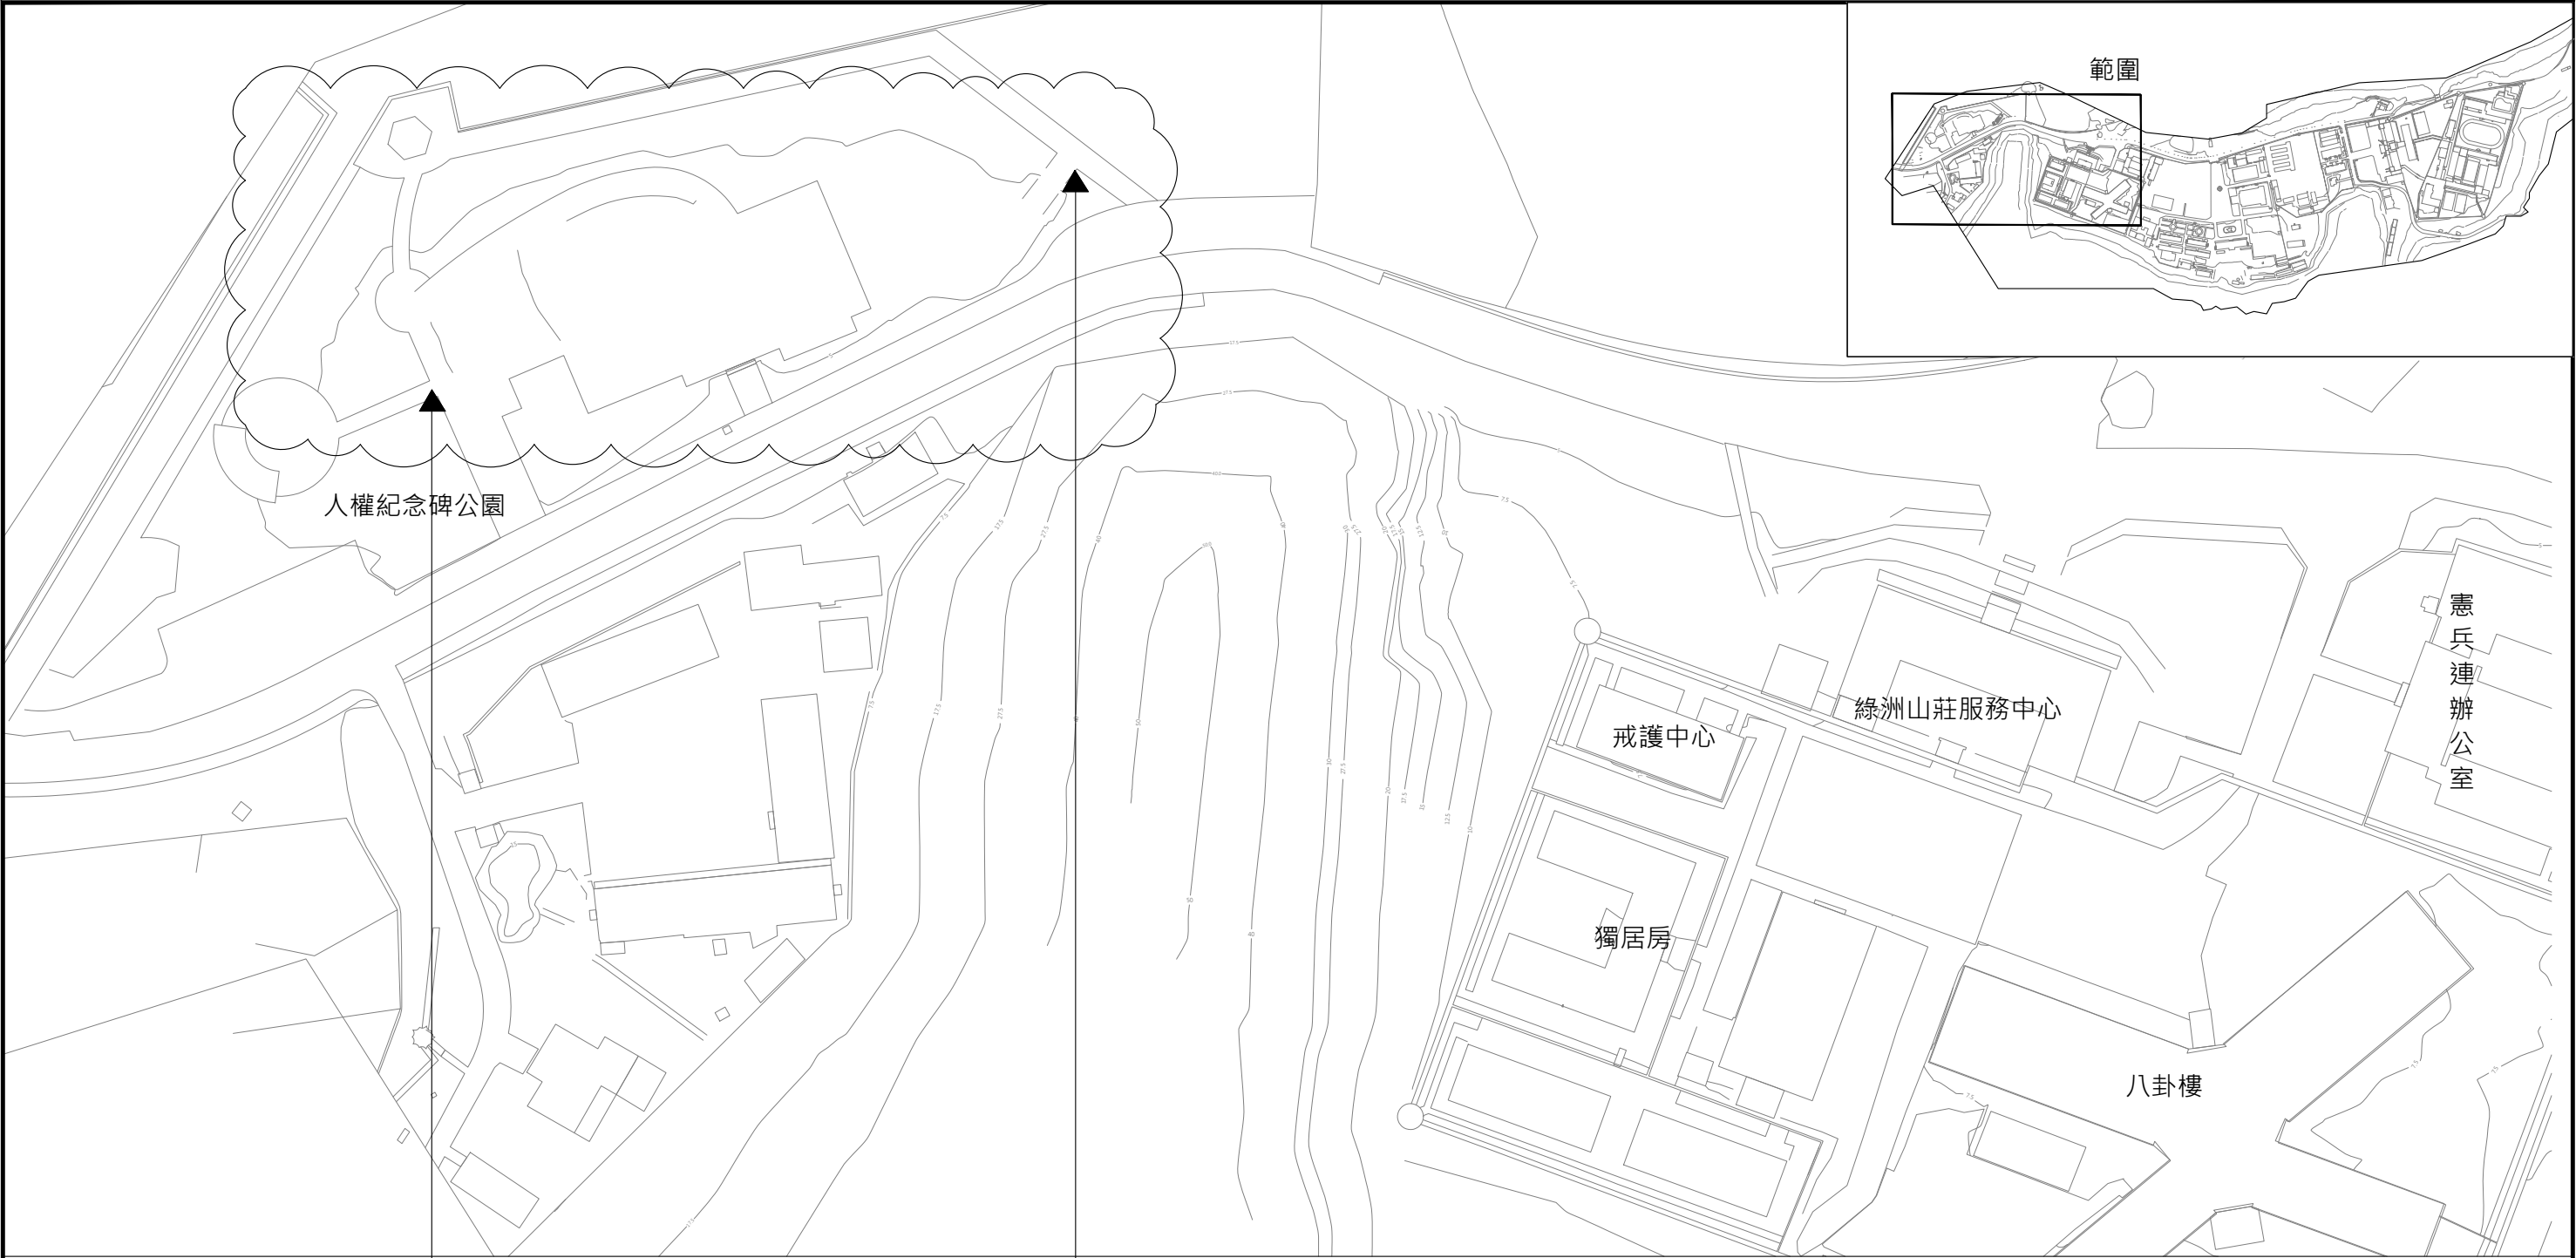 範圍
人權紀念碑公園
戒護中心
綠洲山莊服務中心
憲兵連辦公室
獨居房
八卦樓